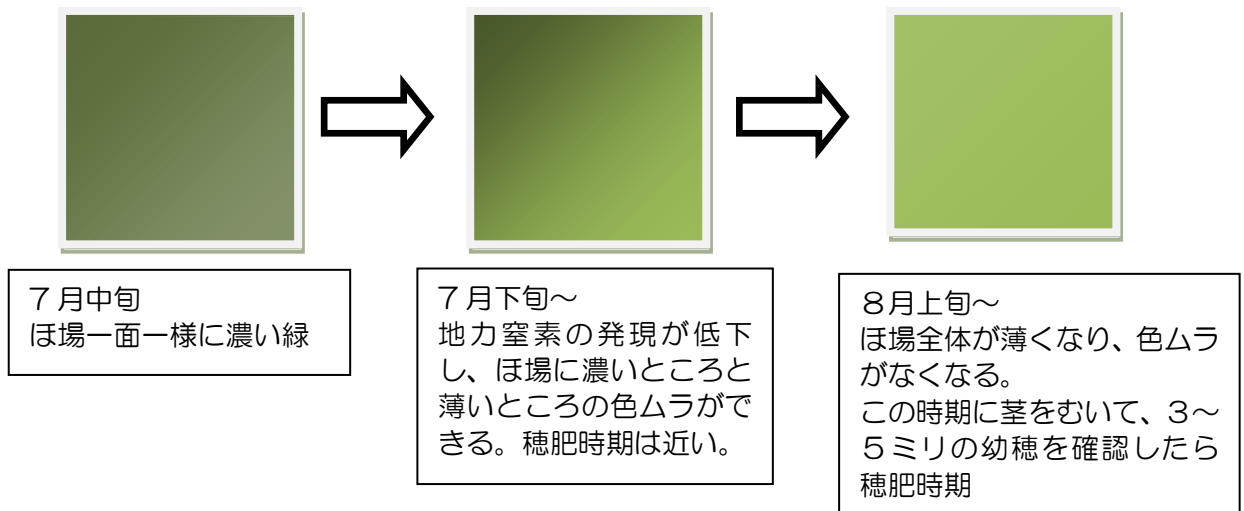 7月中旬
ほ場一面一様に濃い緑
7月下旬～
地力窒素の発現が低下
し、ほ場に濃いところと
薄いところの色ムラがで
きる。穂肥時期は近い。
8月上旬～
ほ場全体が薄くなり、色ムラ
がなくなる。
この時期に茎をむいて、3～
5ミリの幼穂を確認したら
穂肥時期